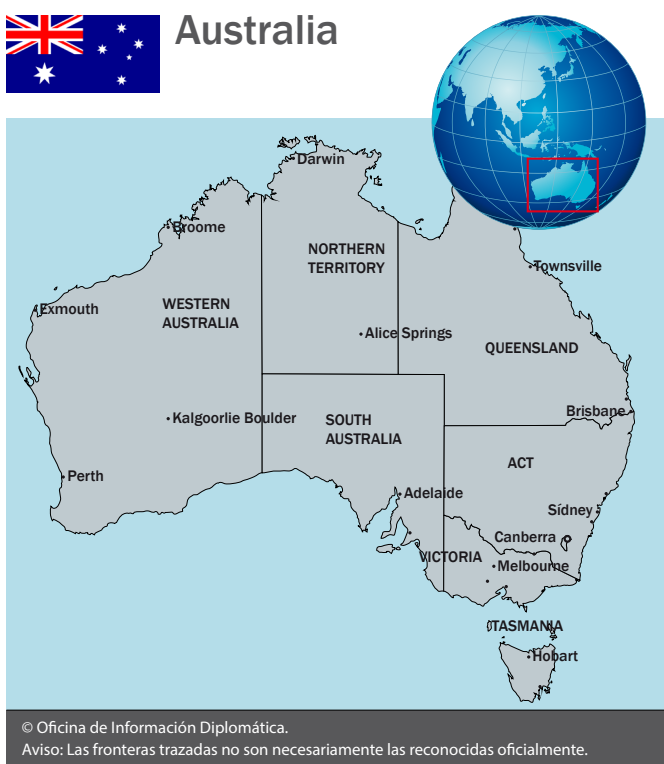 Australia
Darwin
Broome
NORTHERN
TERRITORY
Townsville
Exmouth
WESTERN
AUSTRALIA
Alice Springs
QUEENSLAND
Brisbane
Kalgoorlie Boulder
SOUTH
AUSTRALIA
ACT
Perth
Adelaide
Sídney
Canberra
VICTORIA
Melbourne
TASMANIA
Hobart
© Oficina de Información Diplomática.
Aviso: Las fronteras trazadas no son necesariamente las reconocidas oficialmente.